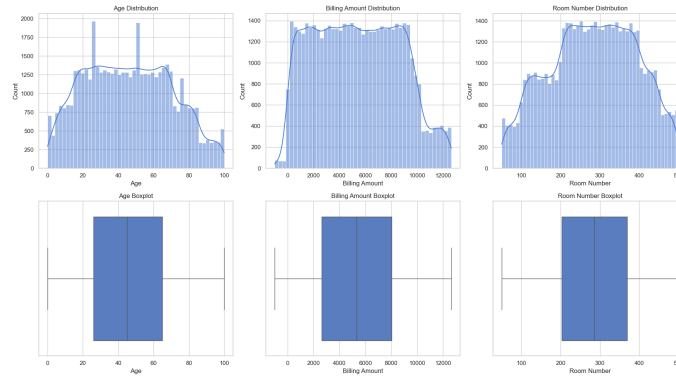 Age Distribution
2000
1750
1500
1250
1000
750
500
250
0
Count
0 20 40 60 80 100
Age
Billing Amount Distribution
1400
1200
1000
800
600
400
200
0
Count
0 2000 4000 6000 8000 10000 12000
Billing Amount
Room Number Distribution
1400
1200
1000
800
600
400
200
0
Count
100 200 300 400
Room Number
Age Boxplot
0 20 40 60 80 100
Age
Billing Amount Boxplot
0 2000 4000 6000 8000 10000 12000
Billing Amount
Room Number Boxplot
100 200 300 400
Room Number